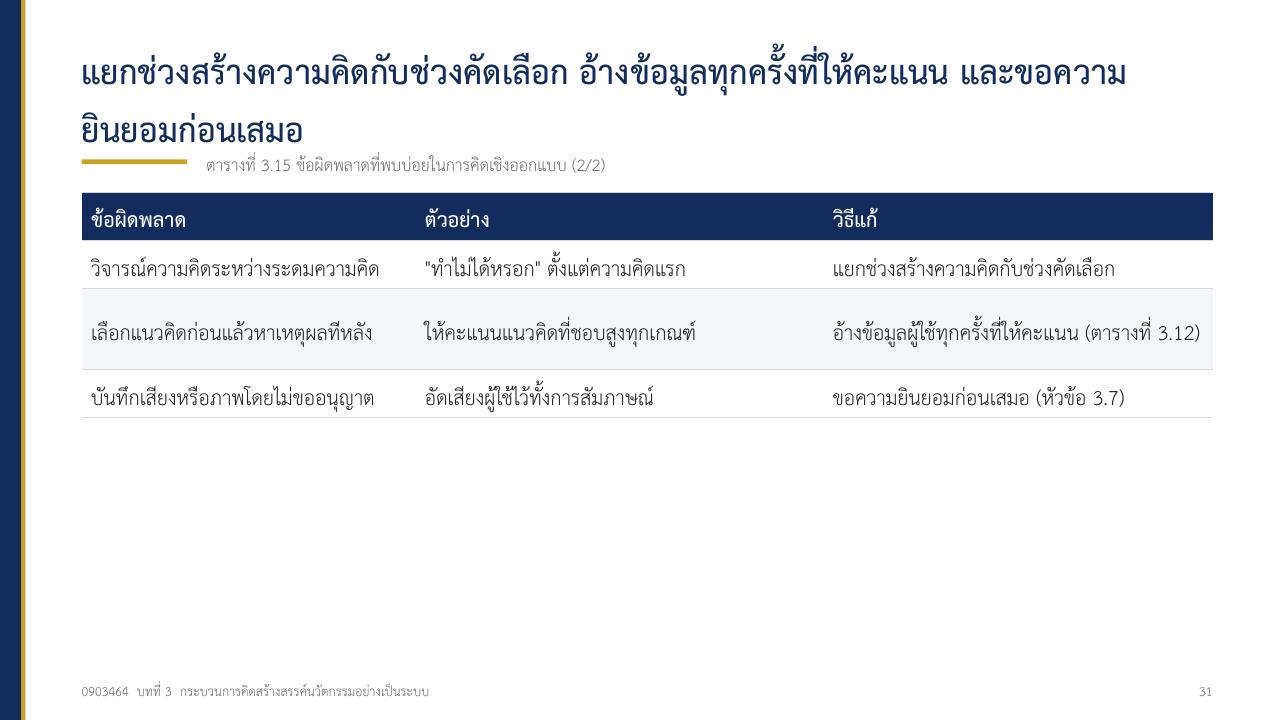 แยกช่วงสร้างความคิดกับช่วงคัดเลือก อ้างข้อมูลทุกครั้งที่ให้คะแนน และขอความ
ยินยอมก่อนเสมอ
ตารางที่ 3.15 ข้อผิดพลาดที่พบบ่อยในการคิดเชิงออกแบบ (2/2)
ข้อผิดพลาด ตัวอย่าง วิธีแก้
วิจารณ์ความคิดระหว่างระดมความคิด "ทำไม่ได้หรอก" ตั้งแต่ความคิดแรก แยกช่วงสร้างความคิดกับช่วงคัดเลือก
เลือกแนวคิดก่อนแล้วหาเหตุผลทีหลัง ให้คะแนนแนวคิดที่ชอบสูงทุกเกณฑ์ อ้างข้อมูลผู้ใช้ทุกครั้งที่ให้คะแนน (ตารางที่ 3.12)
บันทึกเสียงหรือภาพโดยไม่ขออนุญาต อัดเสียงผู้ใช้ไว้ทั้งการสัมภาษณ์ ขอความยินยอมก่อนเสมอ (หัวข้อ 3.7)
0903464 บทที่ 3 กระบวนการคิดสร้างสรรค์นวัตกรรมอย่างเป็นระบบ 31